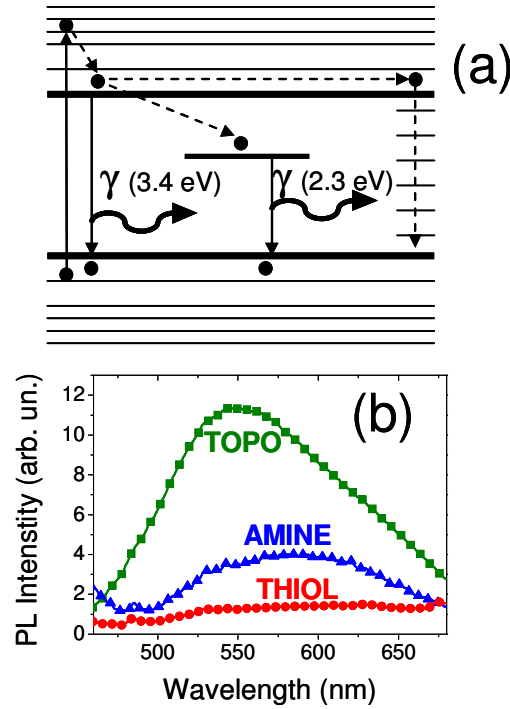 (a)
γ (3.4 eV)
γ (2.3 eV)
(b)
PL Intenstity (arb. un.)
12
10
8
6
4
2
0
TOPO
AMINE
THIOL
500 550 600 650
Wavelength (nm)